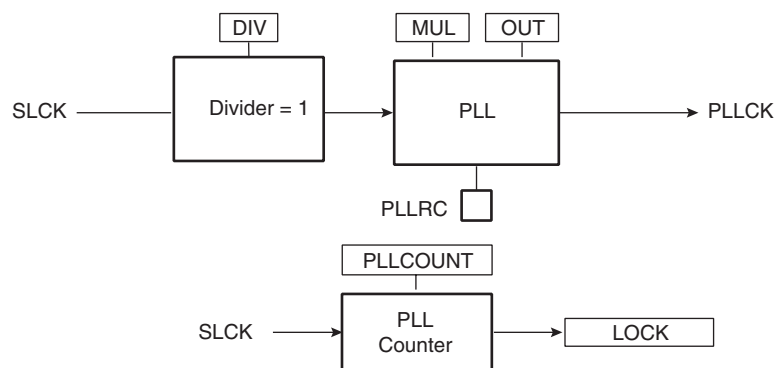 DIV
MUL
OUT
SLCK
Divider = 1
PLL
PLLCK
PLLRC
PLLCOUNT
SLCK
PLL
Counter
LOCK